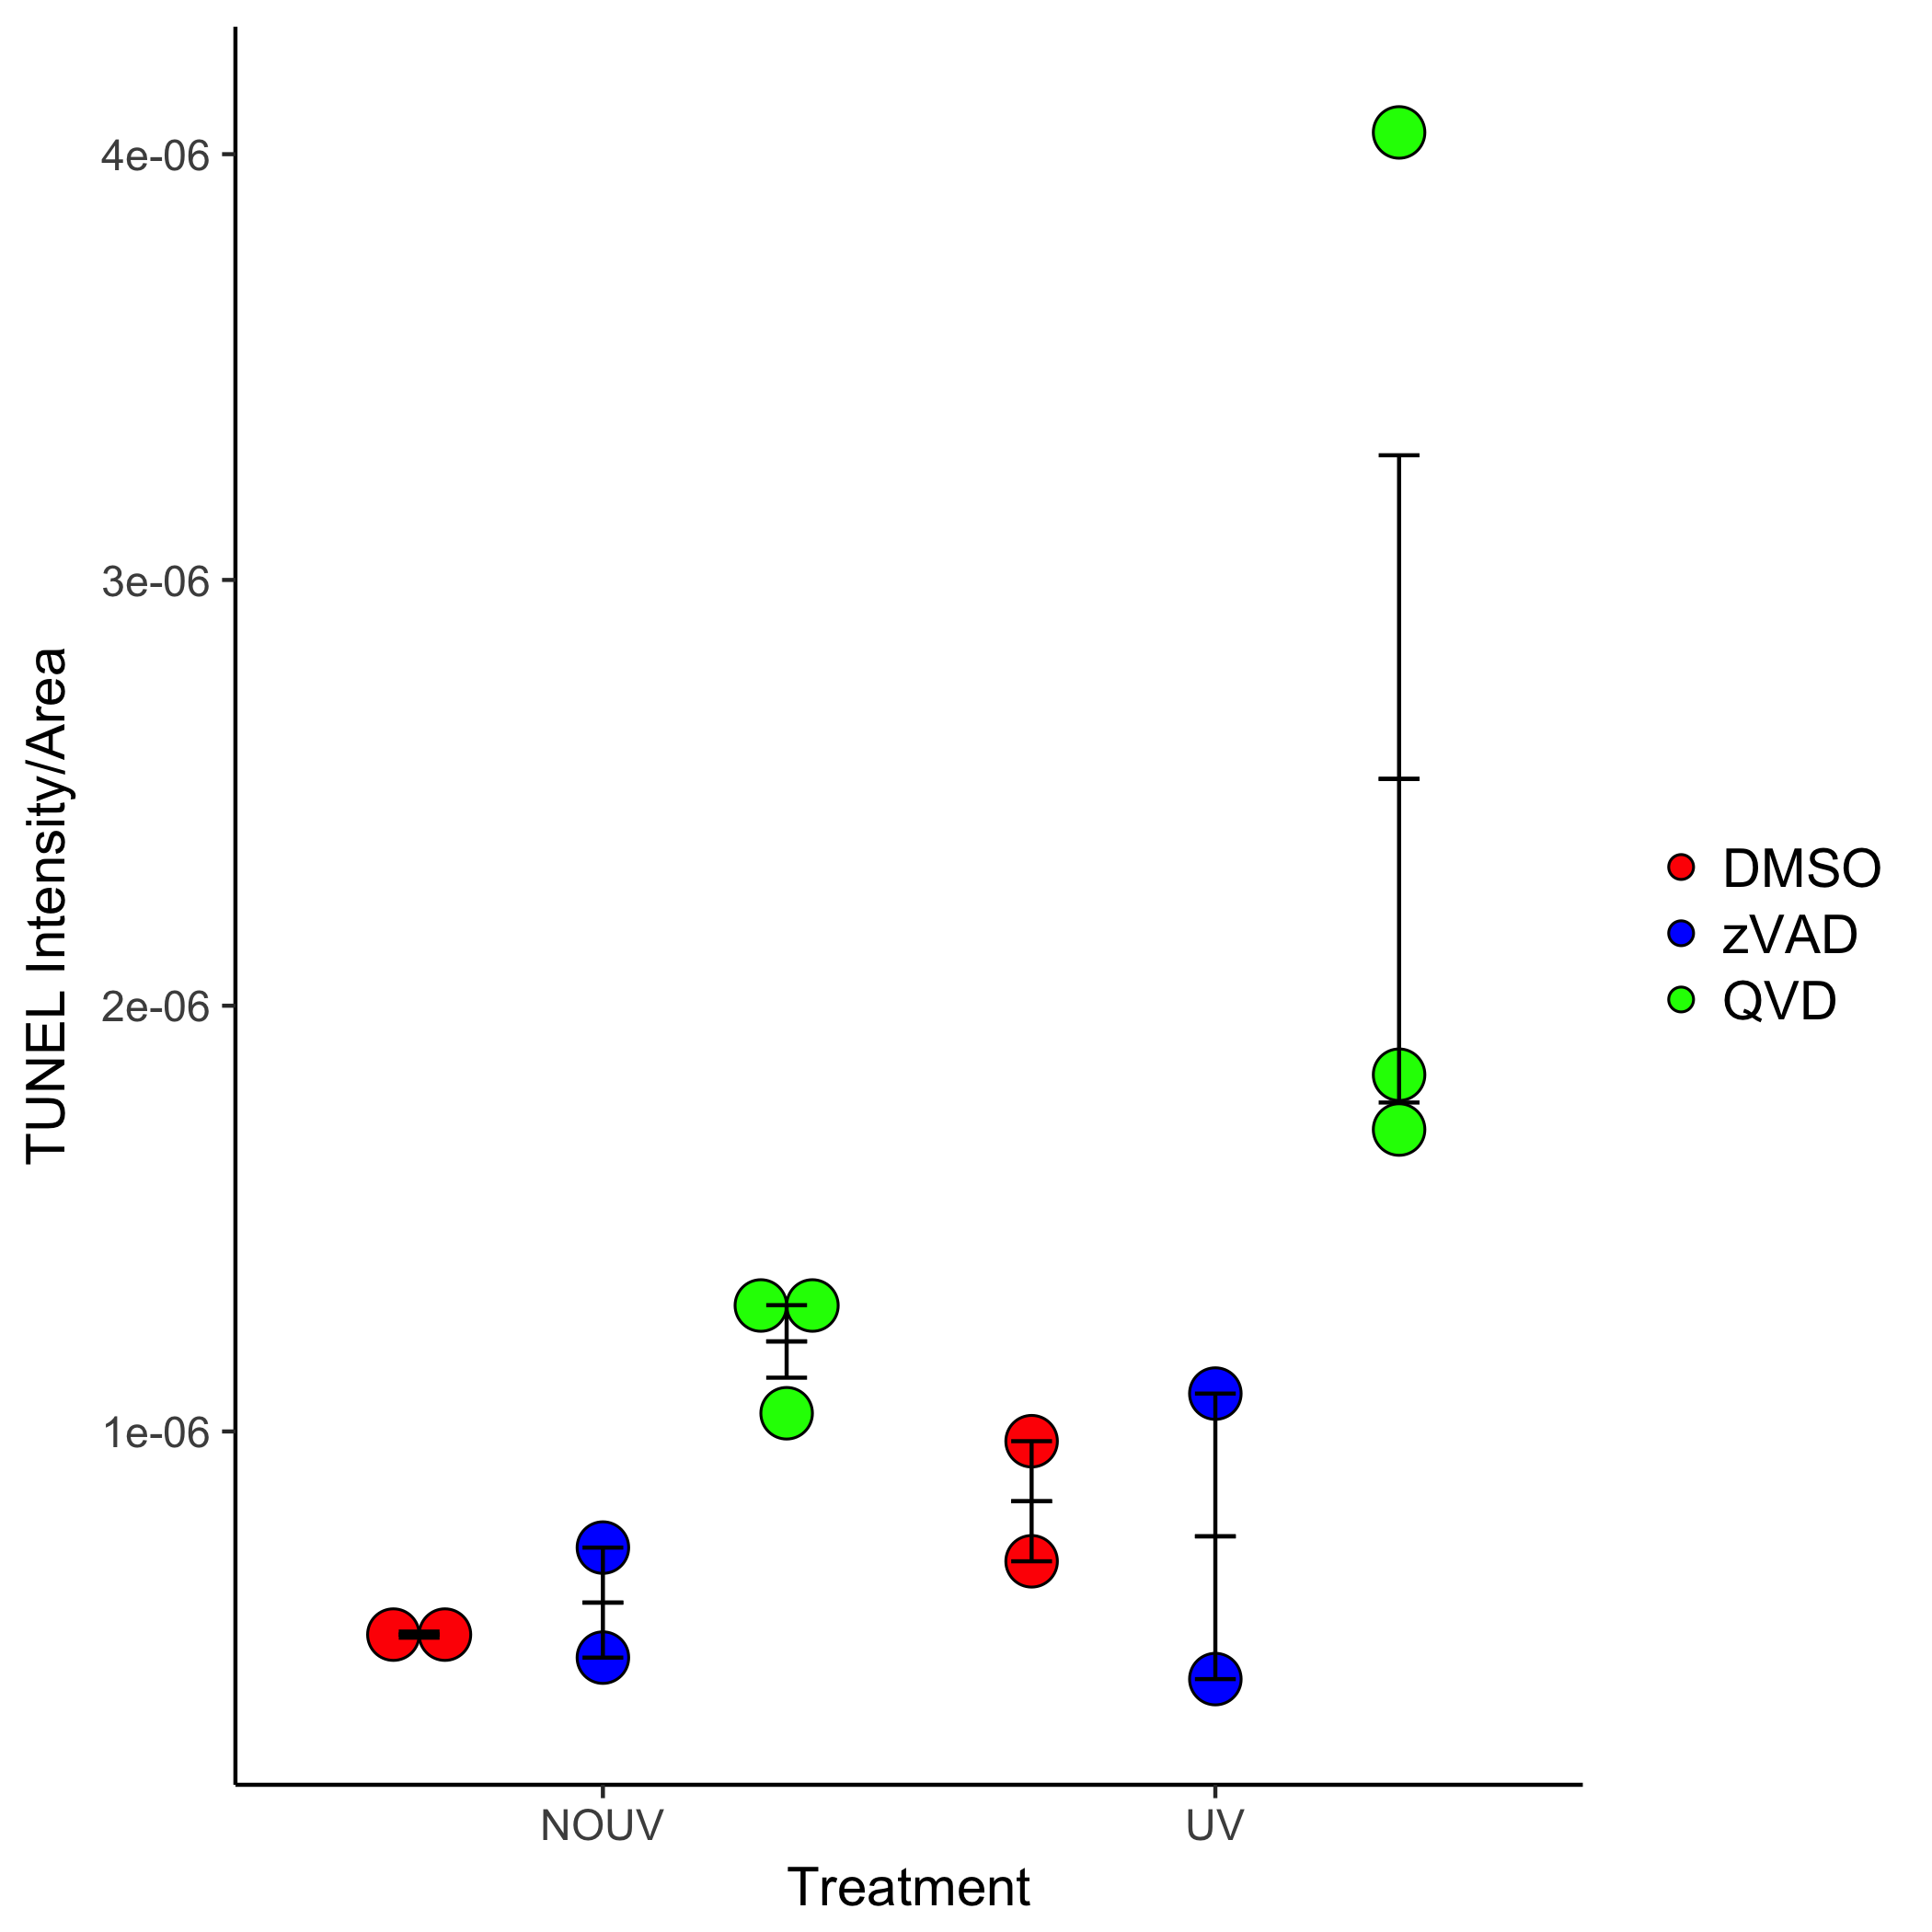 TUNEL Intensity/Area
4e-06
3e-06
2e-06
1e-06
NOUV
UV
Treatment
DMSO
zVAD
QVD